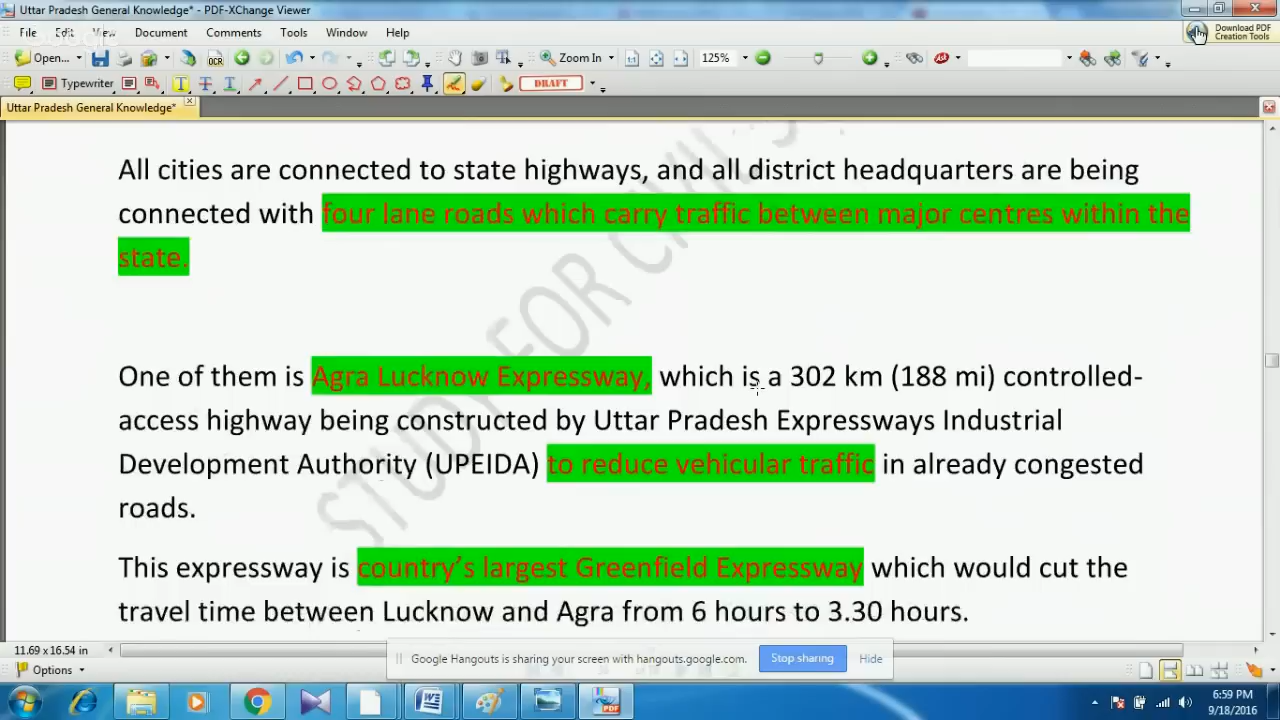 Uttar Pradesh General Knowledge* - PDF-XChange Viewer
File Edit View Document Comments Tools Window Help
Download PDF
Creation Tools
Open... OCR Zoom In 125%
Typewriter T T T DRAFT
Uttar Pradesh General Knowledge*
All cities are connected to state highways, and all district headquarters are being
connected with four lane roads which carry traffic between major centres within the
state.
One of them is Agra Lucknow Expressway, which is a 302 km (188 mi) controlled-
access highway being constructed by Uttar Pradesh Expressways Industrial
Development Authority (UPEIDA) to reduce vehicular traffic in already congested
roads.
This expressway is country's largest Greenfield Expressway which would cut the
travel time between Lucknow and Agra from 6 hours to 3.30 hours.
STUDY FOR CIVIL S
11.69 x 16.54 in
Google Hangouts is sharing your screen with hangouts.google.com. Stop sharing Hide
Options
6:59 PM
9/18/2016